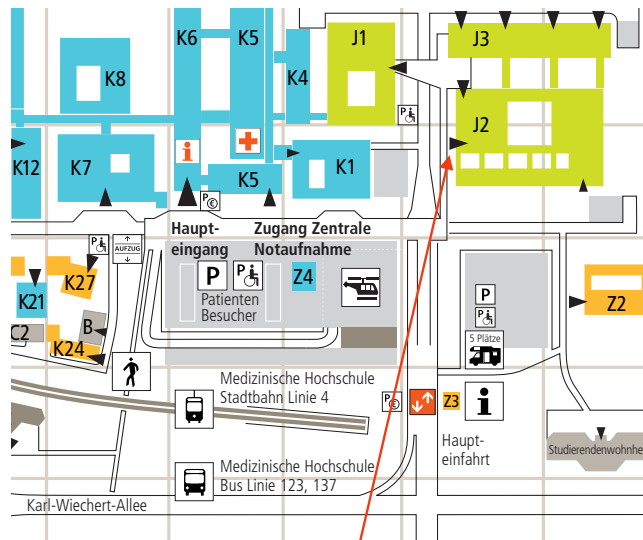 K6
K5
J1
J3
K8
K4
J2
i
K12
K7
K5
K1
P€
Haupt-
eingang
Zugang Zentrale
Notaufnahme
P
AUFZUG
K27
P
Z4
Patienten
Besucher
K21
P
Z2
C2
B
P
K24
5 Plätze
Medizinische Hochschule
Stadtbahn Linie 4
P€
Z3
i
Haupt-
einfahrt
Studierendenwohnhe
Medizinische Hochschule
Bus Linie 123, 137
Karl-Wiechert-Allee